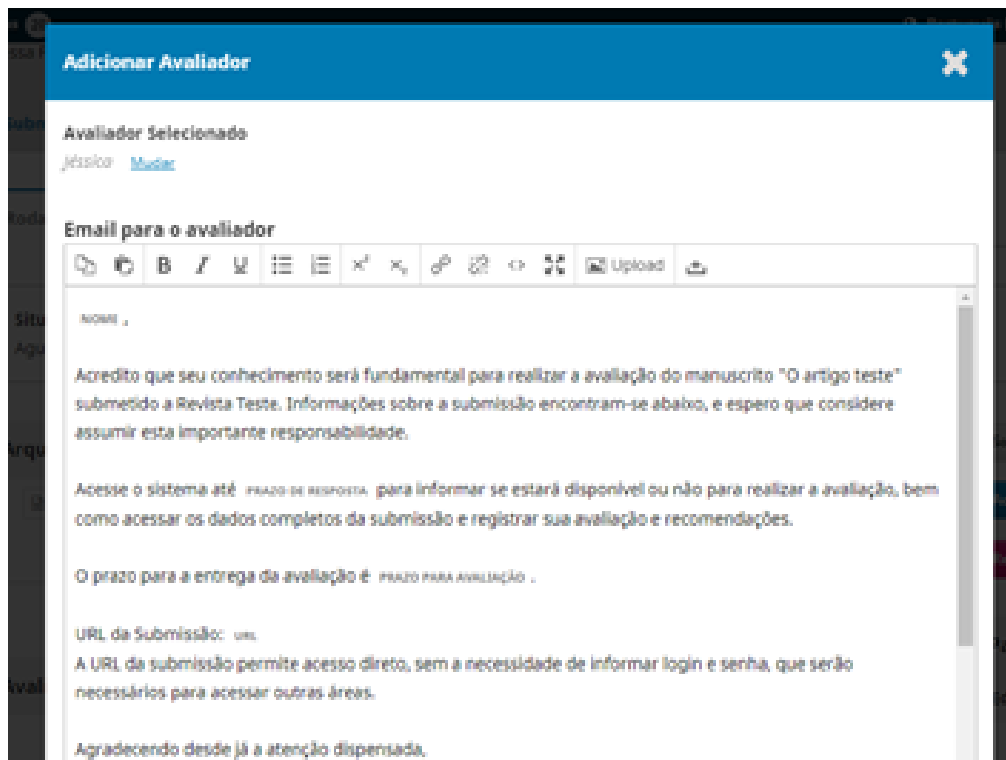 Adicionar Avaliador
Avaliador Selecionado
Jéssica Mudar
Email para o avaliador
B I U Upload
NOME ,
Acredito que seu conhecimento será fundamental para realizar a avaliação do manuscrito "O artigo teste"
submetido a Revista Teste. Informações sobre a submissão encontram-se abaixo, e espero que considere
assumir esta importante responsabilidade.
Acesse o sistema até PRAZO DE RESPOSTA para informar se estará disponível ou não para realizar a avaliação, bem
como acessar os dados completos da submissão e registrar sua avaliação e recomendações.
O prazo para a entrega da avaliação é PRAZO PARA AVALIAÇÃO .
URL da Submissão: URL
A URL da submissão permite acesso direto, sem a necessidade de informar login e senha, que serão
necessários para acessar outras áreas.
Agradecendo desde já a atenção dispensada,